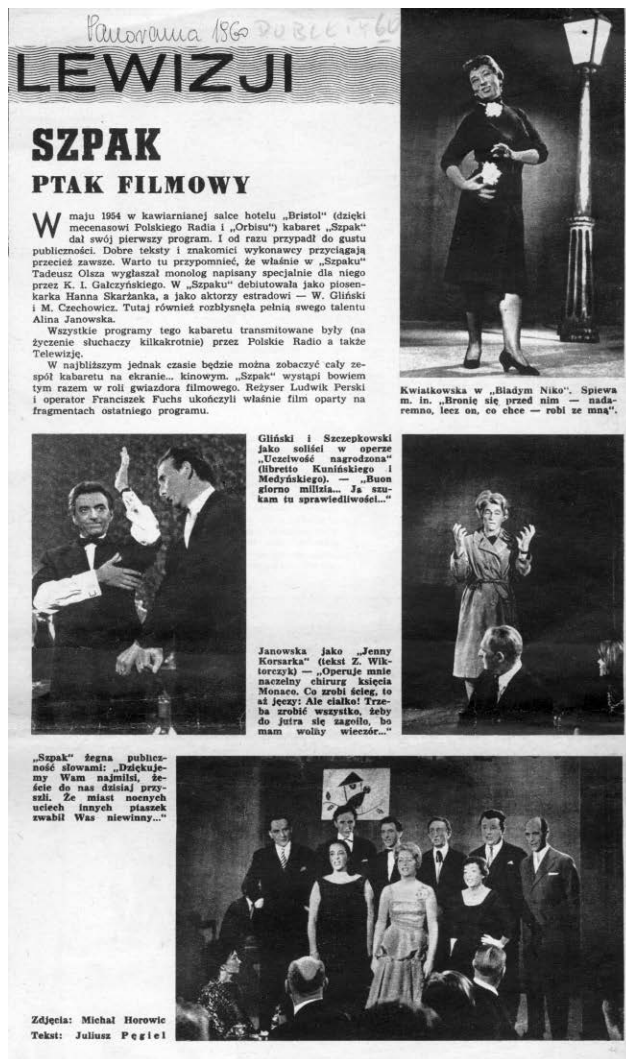 Panorama 1960 DUBLET 60
LEWIZJI
SZPAK
PTAK FILMOWY
W maju 1954 w kawiarnianej salce hotelu „Bristol" (dzięki
mecenasowi Polskiego Radia i „Orbisu") kabaret „Szpak"
dał swój pierwszy program. I od razu przypadł do gustu
publiczności. Dobre teksty i znakomici wykonawcy przyciągają
przecież zawsze. Warto tu przypomnieć, że właśnie w „Szpaku"
Tadeusz Olsza wygłaszał monolog napisany specjalnie dla niego
przez K. I. Gałczyńskiego. W „Szpaku" debiutowała jako piosen-
karka Hanna Skarżanka, a jako aktorzy estradowi — W. Gliński
i M. Czechowicz. Tutaj również rozbłysnęła pełnią swego talentu
Alina Janowska.
Wszystkie programy tego kabaretu transmitowane były (na
życzenie słuchaczy kilkakrotnie) przez Polskie Radio a także
Telewizję.
W najbliższym jednak czasie będzie można zobaczyć cały ze-
spół kabaretu na ekranie... kinowym. „Szpak" wystąpi bowiem
tym razem w roli gwiazdora filmowego. Reżyser Ludwik Perski
i operator Franciszek Fuchs ukończyli właśnie film oparty na
fragmentach ostatniego programu.
Kwiatkowska w „Bladym Niko". Spiewa
m. in. „Bronię się przed nim — nada-
remno, lecz on, co chce — robi ze mną".
Gliński i Szczepkowski
jako soliści w operze
„Uczciwość nagrodzona"
(libretto Kunińskiego i
Medyńskiego). — „Buon
giorno milizia... Ja szu-
kam tu sprawiedliwości..."
Janowska jako „Jenny
Korsarka" (tekst Z. Wik-
torczyk) — „Operuje mnie
naczelny chirurg księcia
Monaco. Co zrobi ścieg, to
aż jęczy: Ale ciałko! Trze-
ba zrobić wszystko, żeby
do jutra się zagoiło, bo
mam wolny wieczór..."
„Szpak" żegna publicz-
ność słowami: „Dziękuje-
my Wam najmilsi, że-
ście do nas dzisiaj przy-
szli. Że miast nocnych
uciech innych ptaszek
zwabił Was niewinny..."
Zdjęcia: Michał Horowic
Tekst: Juliusz Pęgiel